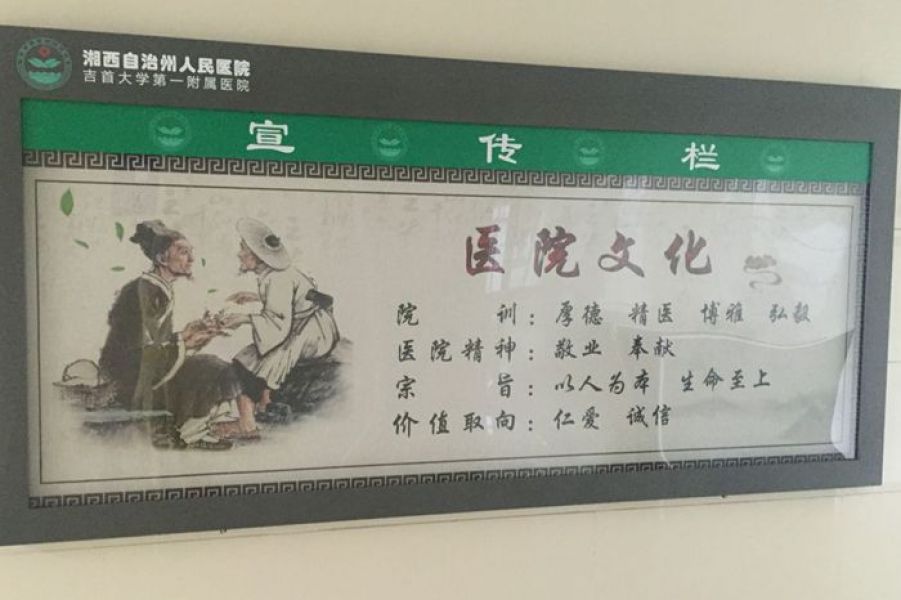 湘西自治州人民医院
吉首大学第一附属医院
宣传栏
医院文化
院训：厚德 精医 博雅 弘毅
医院精神：敬业 奉献
宗旨：以人为本 生命至上
价值取向：仁爱 诚信